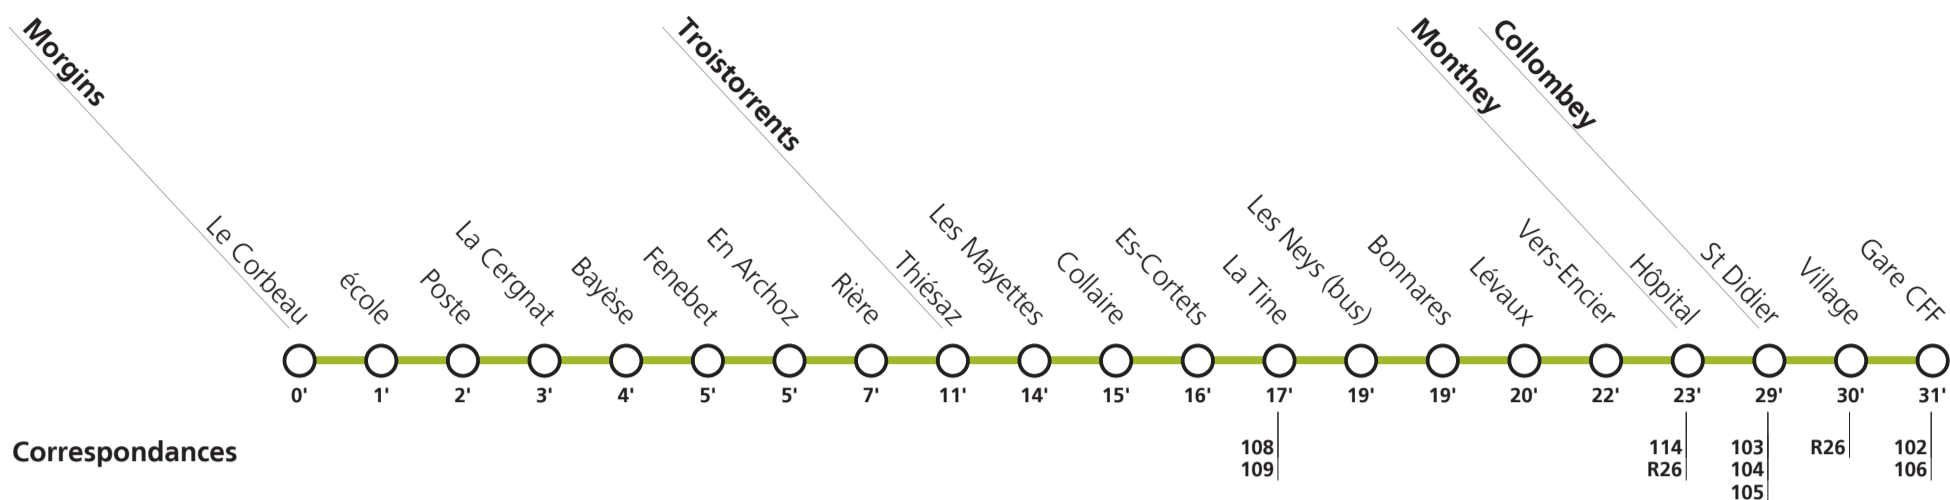 Morgins
Troistorrents
Monthey
Collombey
Le Corbeau
école
Poste
La Cergnat
Bayèse
Fenebet
En Archoz
Rière
Thiésaz
Les Mayettes
Collaire
Es-Cortets
La Tine
Les Neys (bus)
Bonnares
Lévaux
Vers-Encier
Hôpital
St Didier
Village
Gare CFF
0' 1' 2' 3' 4' 5' 5' 7' 11' 14' 15' 16' 17' 19' 19' 20' 22' 23' 29' 30' 31'
Correspondances
108
109
114
R26
103
104
105
R26
102
106